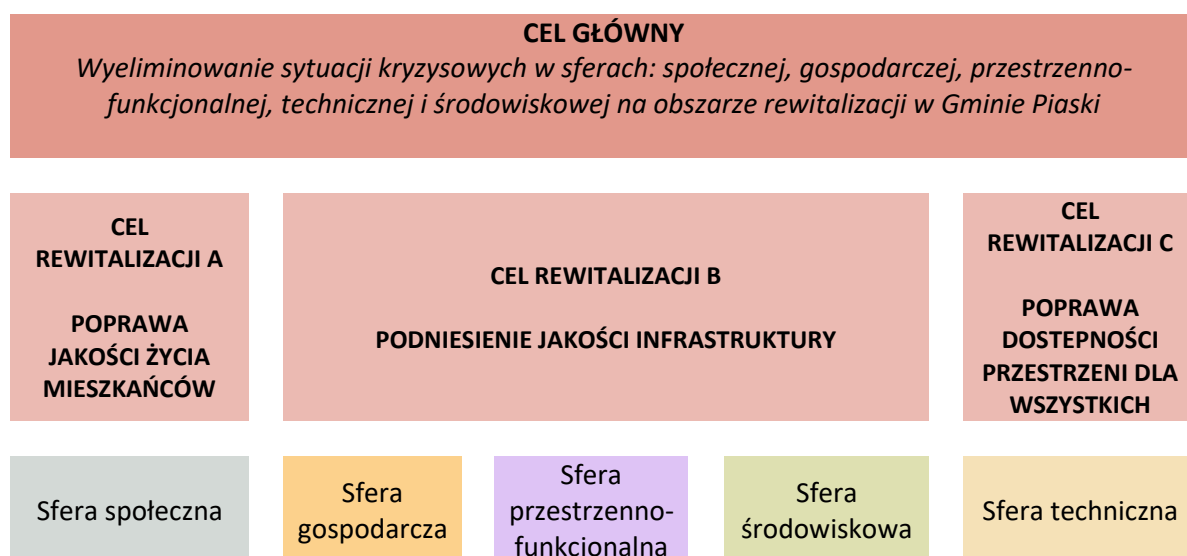 CEL GŁÓWNY
Wyeliminowanie sytuacji kryzysowych w sferach: społecznej, gospodarczej, przestrzenno-
funkcjonalnej, technicznej i środowiskowej na obszarze rewitalizacji w Gminie Piaski
CEL
REWITALIZACJI A
POPRAWA
JAKOŚCI ŻYCIA
MIESZKAŃCÓW
CEL REWITALIZACJI B
PODNIESIENIE JAKOŚCI INFRASTRUKTURY
CEL
REWITALIZACJI C
POPRAWA
DOSTEPNOŚCI
PRZESTRZENI DLA
WSZYSTKICH
Sfera społeczna
Sfera
gospodarcza
Sfera
przestrzenno-
funkcjonalna
Sfera
środowiskowa
Sfera techniczna